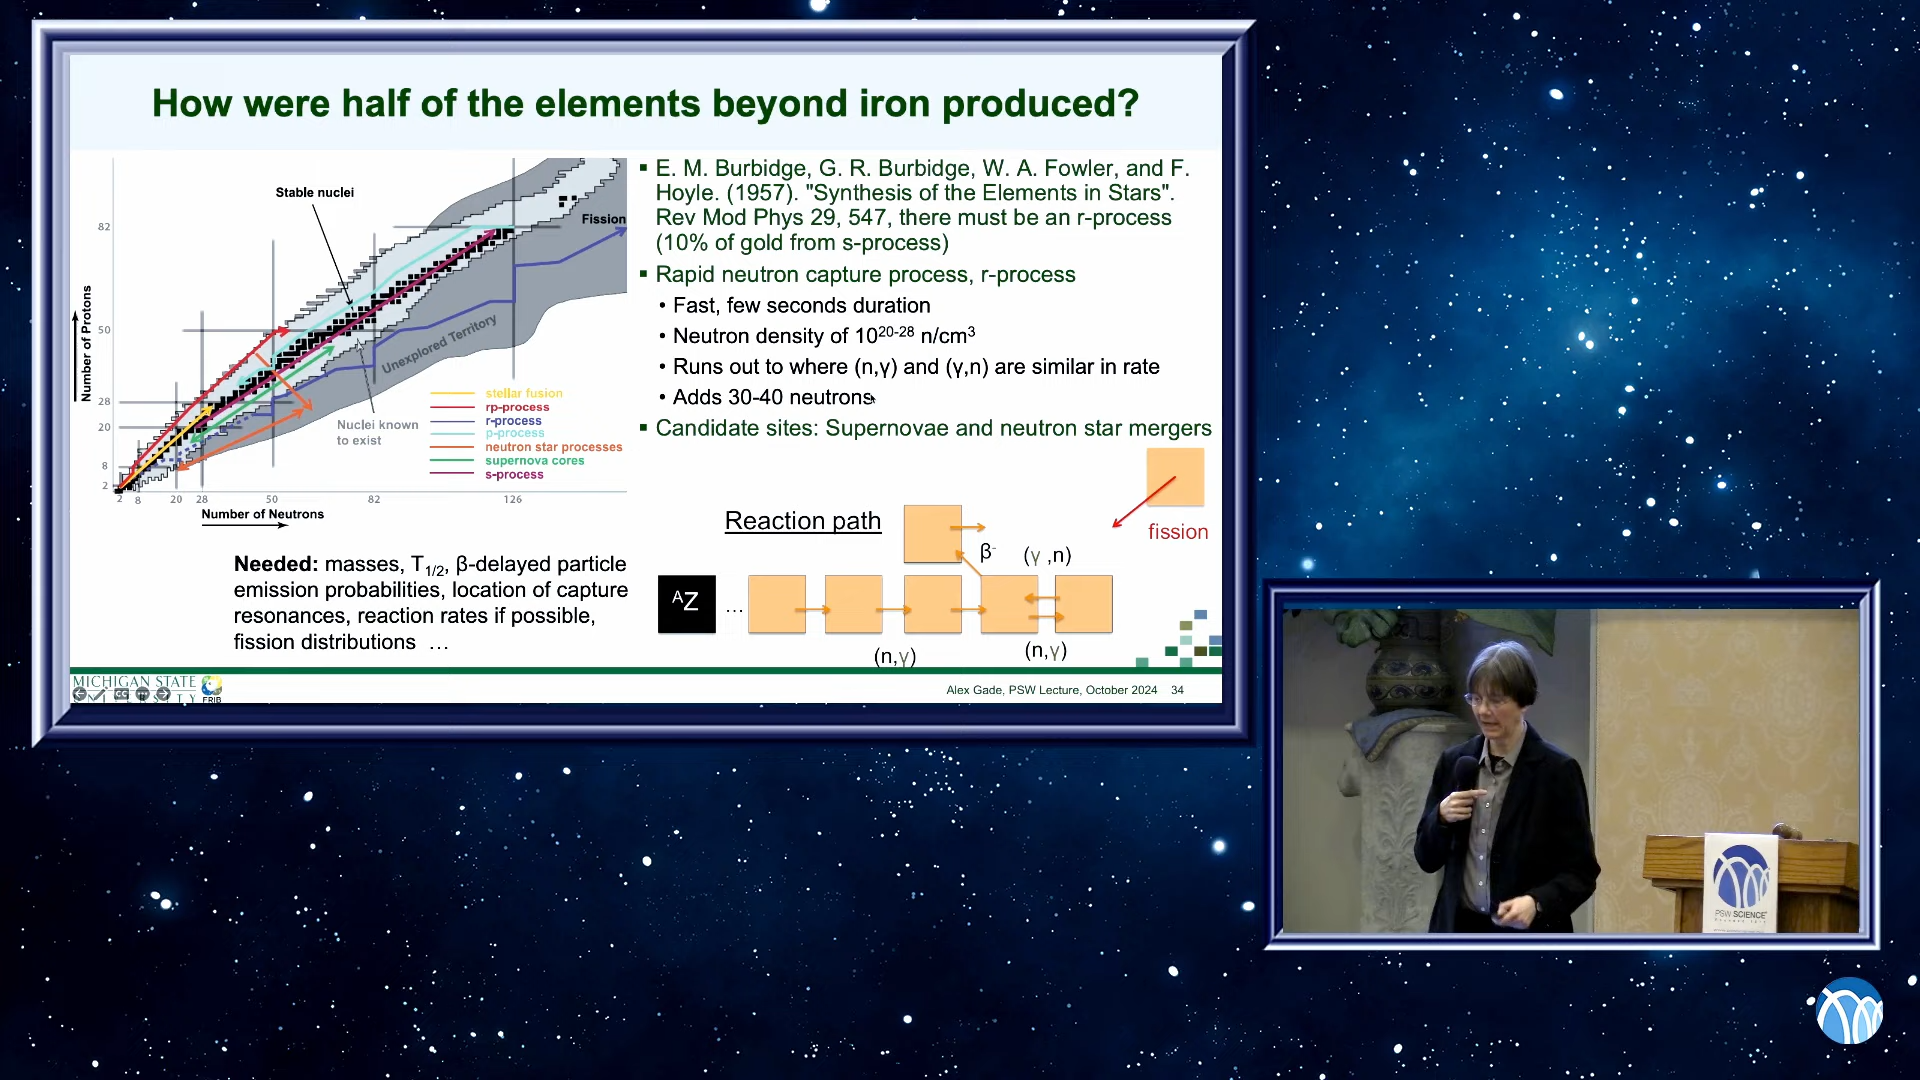 How were half of the elements beyond iron produced?
Stable nuclei
Fission
82
50
28
20
8
2
Number of Protons
Unexplored Territory
Nuclei known
to exist
stellar fusion
rp-process
r-process
p-process
neutron star processes
supernova cores
s-process
2 8 20 28 50 82 126
Number of Neutrons
Needed: masses, T1/2, β-delayed particle
emission probabilities, location of capture
resonances, reaction rates if possible,
fission distributions …
▪ E. M. Burbidge, G. R. Burbidge, W. A. Fowler, and F.
Hoyle. (1957). "Synthesis of the Elements in Stars".
Rev Mod Phys 29, 547, there must be an r-process
(10% of gold from s-process)
▪ Rapid neutron capture process, r-process
• Fast, few seconds duration
• Neutron density of 10²⁰⁻²⁸ n/cm³
• Runs out to where (n,γ) and (γ,n) are similar in rate
• Adds 30-40 neutrons
▪ Candidate sites: Supernovae and neutron star mergers
Reaction path
fission
β⁻
(γ ,n)
ᴬZ
…
(n,γ)
(n,γ)
MICHIGAN STATE
UNIVERSITY
FRIB
Alex Gade, PSW Lecture, October 2024 34
PSW SCIENCE